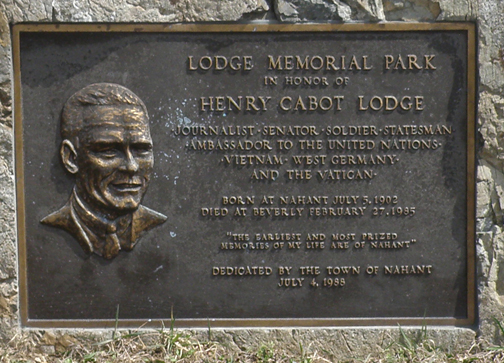 LODGE MEMORIAL PARK
IN HONOR OF
HENRY CABOT LODGE
JOURNALIST · SENATOR · SOLDIER · STATESMAN
· AMBASSADOR TO THE UNITED NATIONS ·
· VIETNAM · WEST GERMANY ·
AND THE VATICAN ·
BORN AT NAHANT JULY 5, 1902
DIED AT BEVERLY FEBRUARY 27, 1985
"THE EARLIEST AND MOST PRIZED
MEMORIES OF MY LIFE ARE OF NAHANT"
DEDICATED BY THE TOWN OF NAHANT
JULY 4, 1988